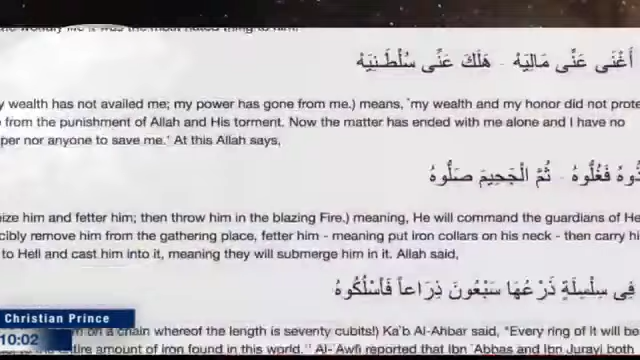 أَغْنَى عَنِّى مَالِيَهْ - هَلَكَ عَنِّى سُلْطَـنِيَهْ
y wealth has not availed me; my power has gone from me.) means, `my wealth and my honor did not prote
from the punishment of Allah and His torment. Now the matter has ended with me alone and I have no
per nor anyone to save me.' At this Allah says,
ذُوهُ فَغُلُّوهُ - ثُمَّ الْجَحِيمَ صَلُّوهُ
eize him and fetter him; then throw him in the blazing Fire.) meaning, He will command the guardians of He
cibly remove him from the gathering place, fetter him - meaning put iron collars on his neck - then carry hi
to Hell and cast him into it, meaning they will submerge him in it. Allah said,
فِى سِلْسِلَةٍ ذَرْعُهَا سَبْعُونَ ذِرَاعاً فَاْسْلُكُوهُ
Christian Prince
on a chain whereof the length is seventy cubits!) Ka`b Al-Ahbar said, "Every ring of it will be
10:02
entire amount of iron found in this world." Al-`Awfi reported that Ibn `Abbas and Ibn Jurayj both